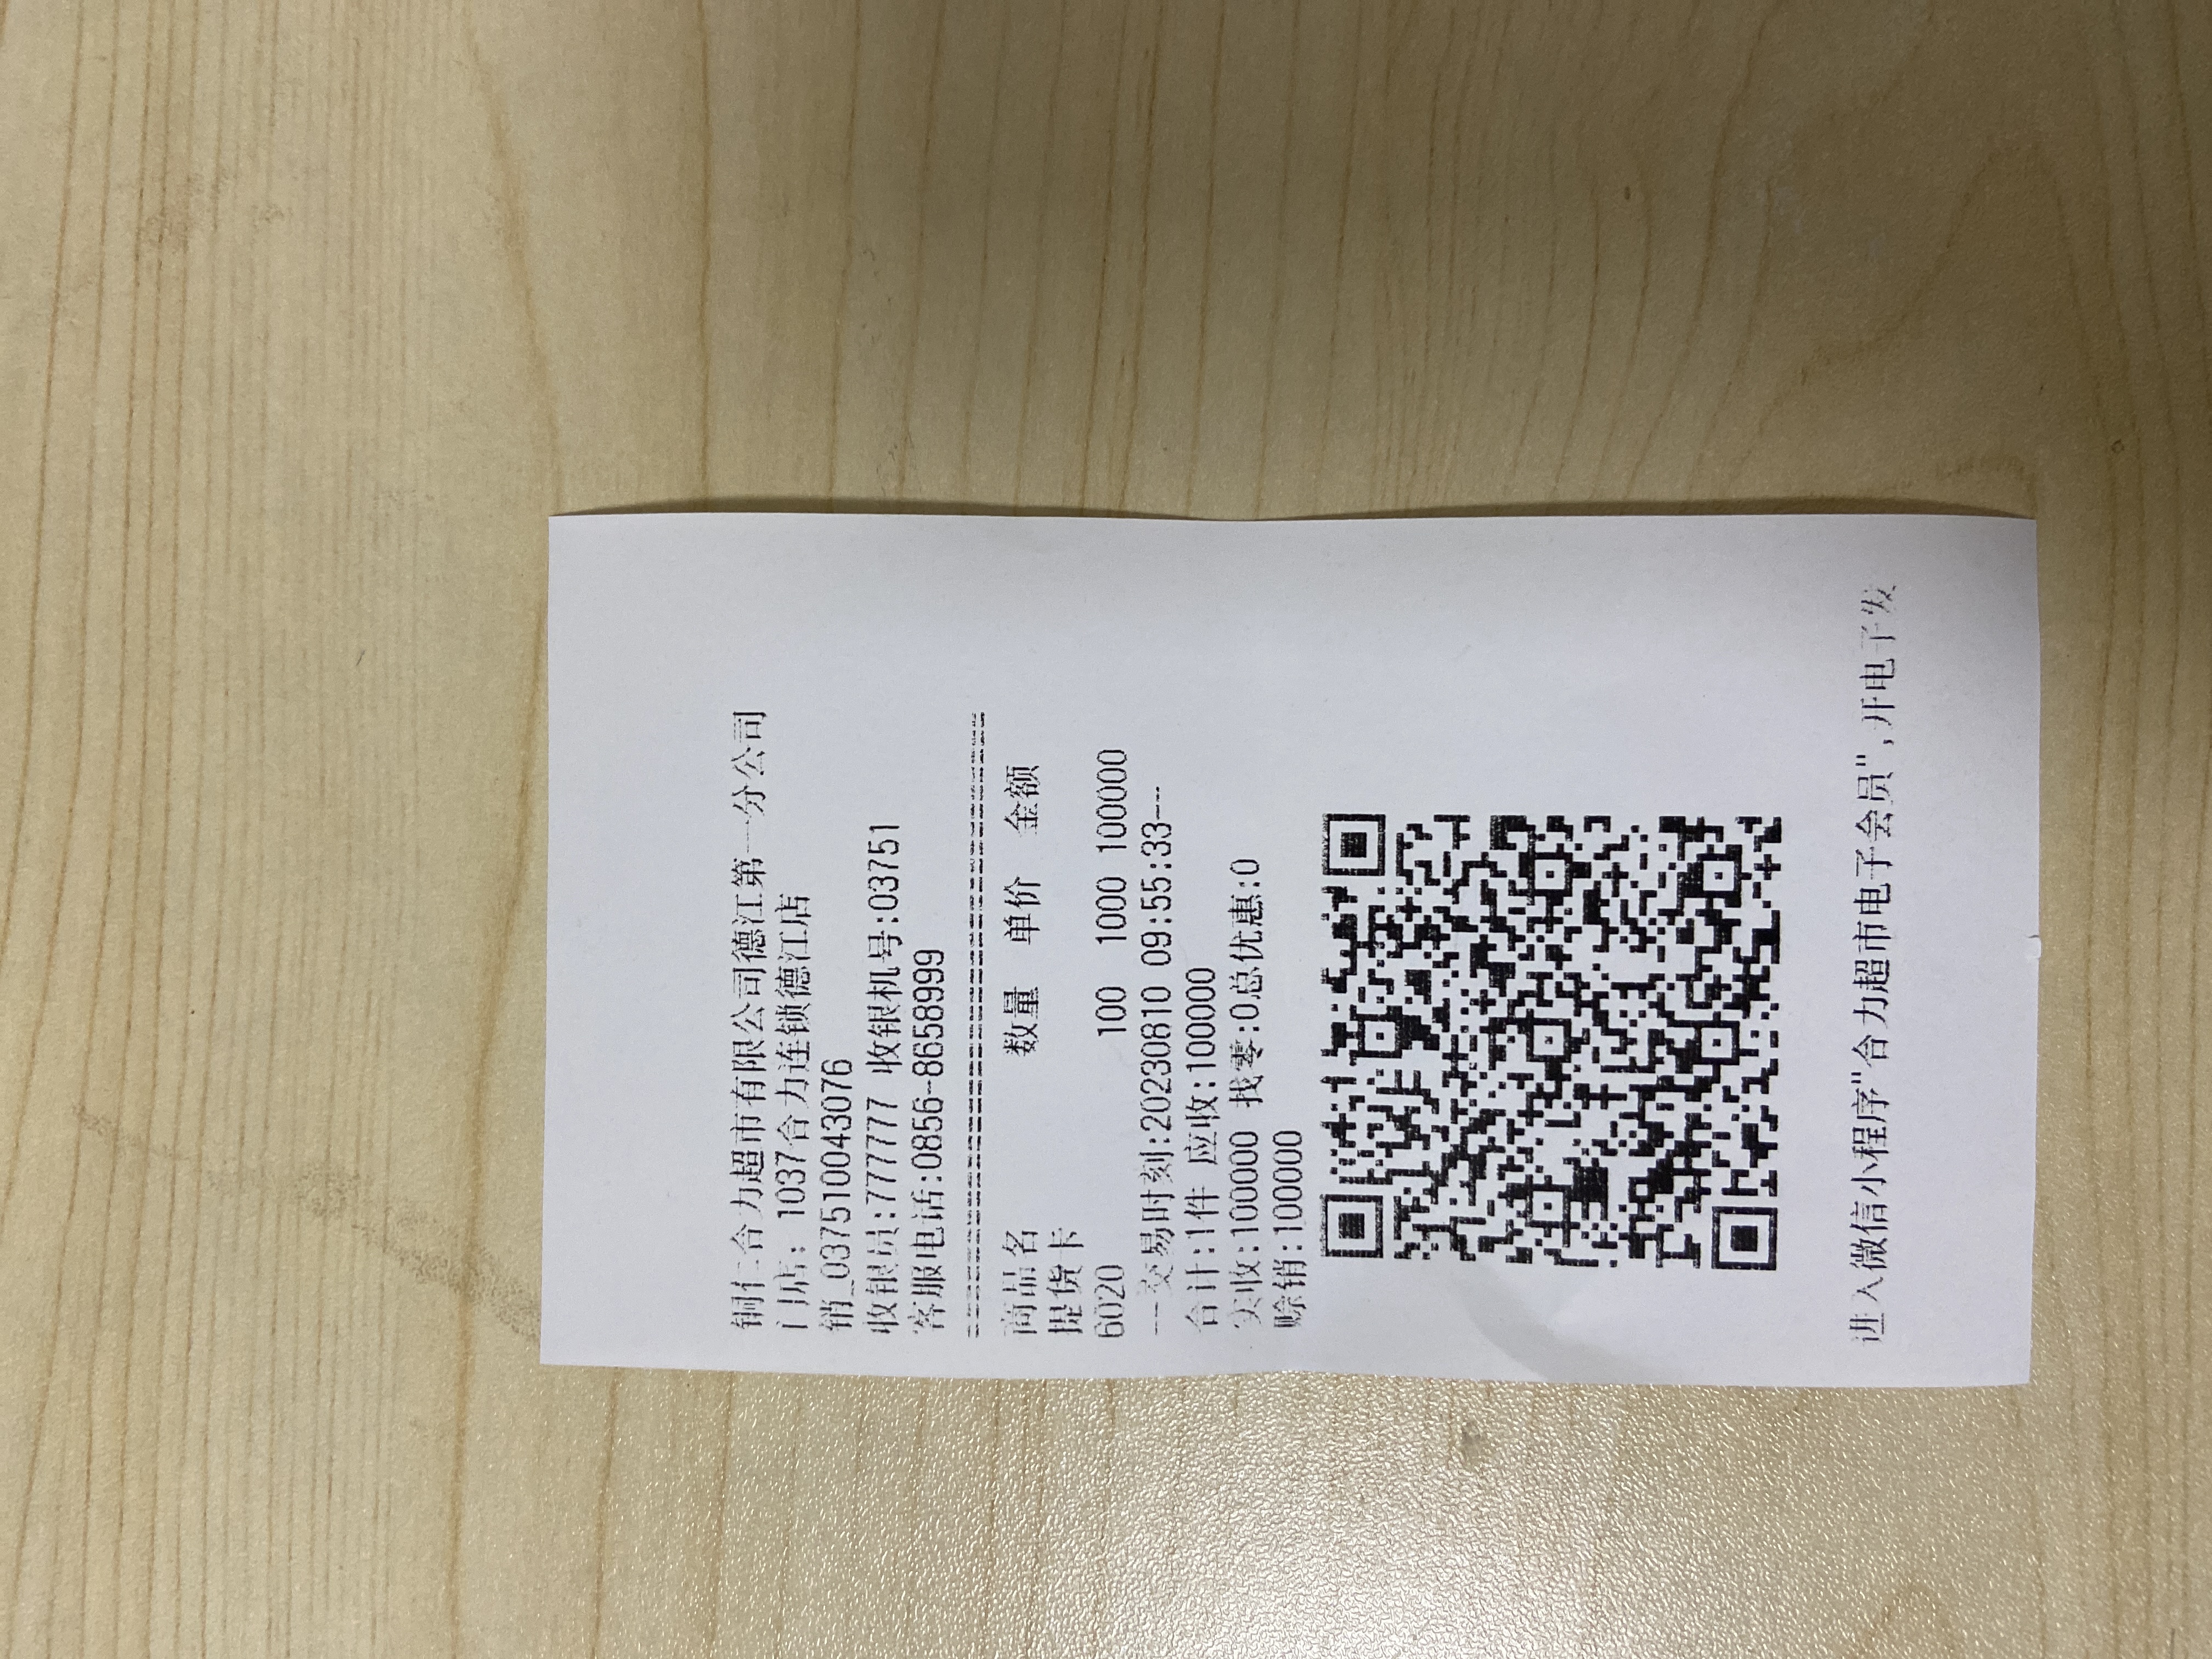 铜仁合力超市有限公司德江第一分公司
门店：1037合力连锁德江店
销_0375100043076
收银员:777777 收银机号:03751
客服电话:0856-8658999
商品名 数量 单价 金额
提货卡
6020 100 1000 100000
---交易时刻:20230810 09:55:33---
合计:1件 应收:100000
实收:100000 找零:0总优惠:0
赊销:100000
进入微信小程序"合力超市电子会员",开电子发